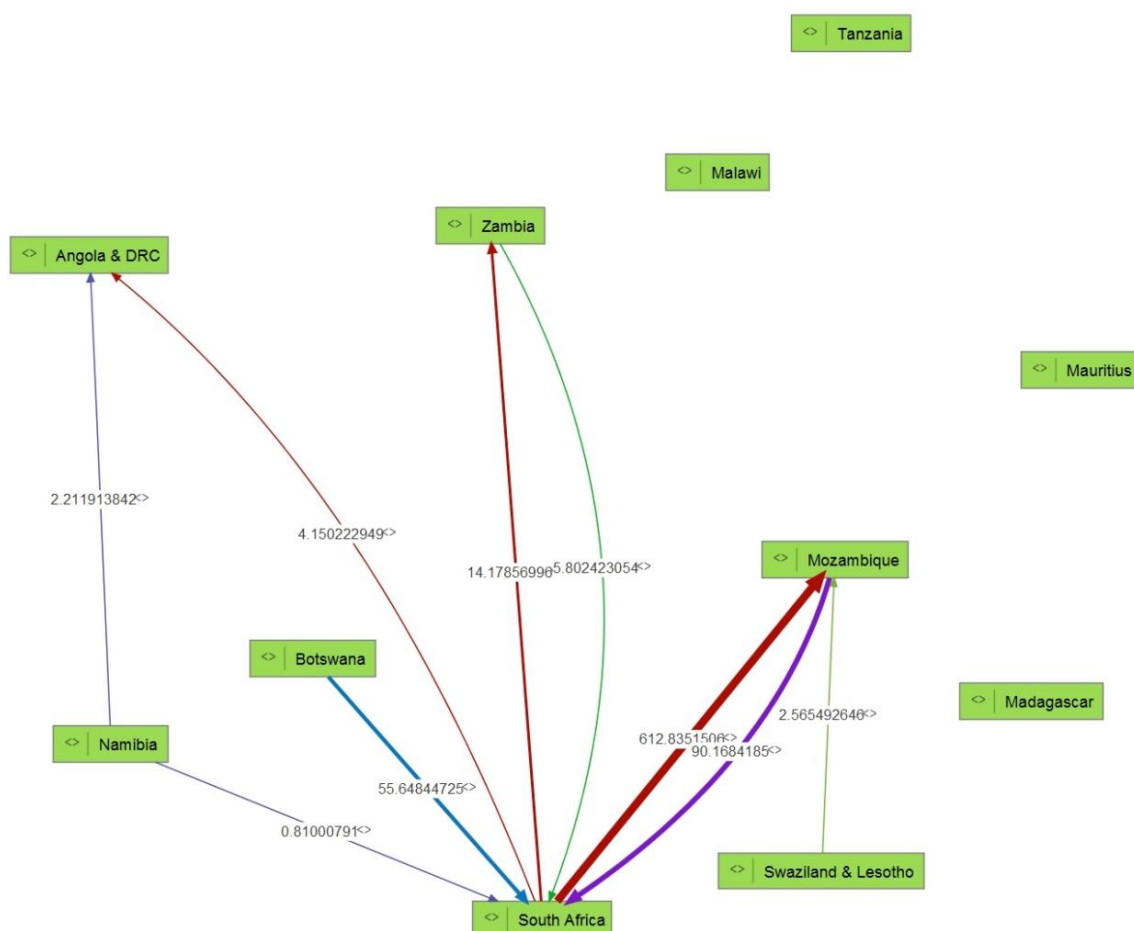 <> Tanzania
<> Malawi
<> Zambia
<> Angola & DRC
<> Mauritius
2.211913842<>
4.150222949<>
14.17856996
5.802423054<>
<> Mozambique
<> Botswana
<> Madagascar
2.565492646<>
<> Namibia
612.8351506<>
90.1684185<>
55.64844725<>
0.81000791<>
<> Swaziland & Lesotho
<> South Africa